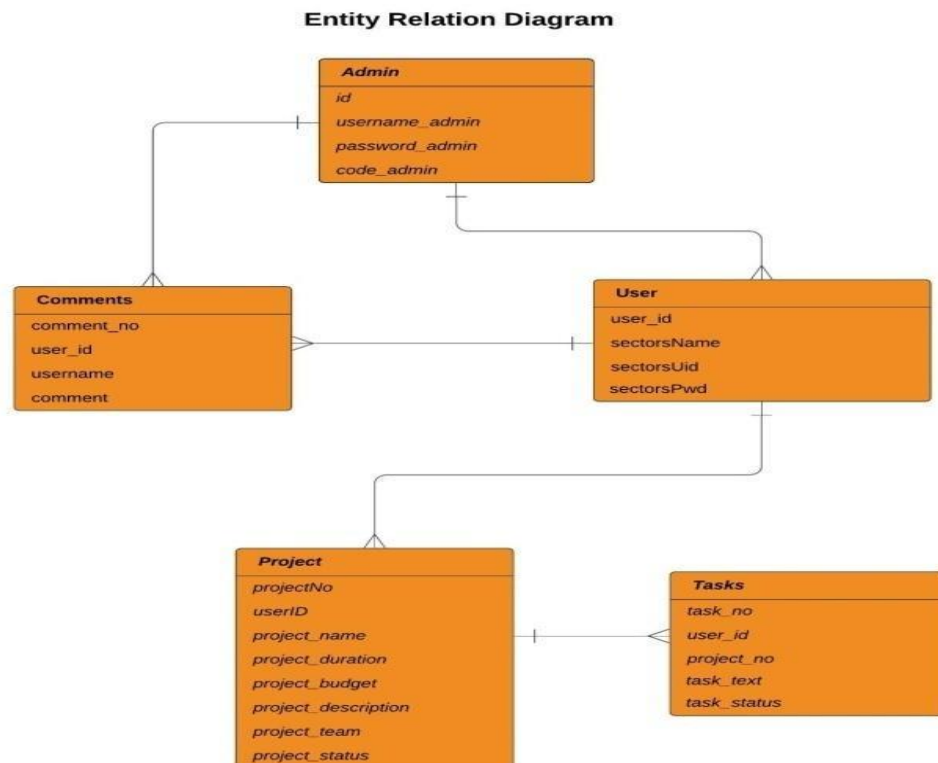 Entity Relation Diagram
Admin
id
username_admin
password_admin
code_admin
Comments
comment_no
user_id
username
comment
User
user_id
sectorsName
sectorsUid
sectorsPwd
Project
projectNo
userID
project_name
project_duration
project_budget
project_description
project_team
project_status
Tasks
task_no
user_id
project_no
task_text
task_status